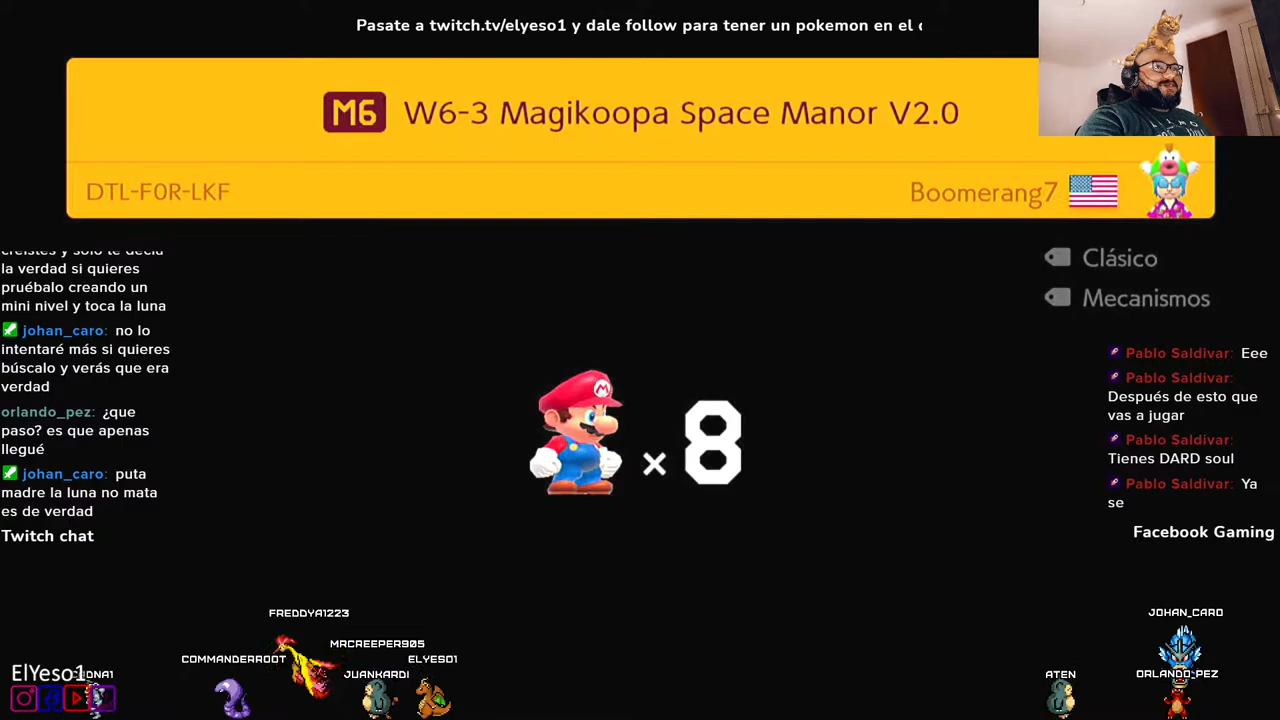 Pasate a twitch.tv/elyeso1 y dale follow para tener un pokemon en el
M6 W6-3 Magikoopa Space Manor V2.0
DTL-F0R-LKF
Boomerang7
Clásico
Mecanismos
creístes y solo te decía
la verdad si quieres
pruébalo creando un
mini nivel y toca la luna
johan_caro: no lo
intentaré más si quieres
búscalo y verás que era
verdad
orlando_pez: ¿que
paso? es que apenas
llegué
johan_caro: puta
madre la luna no mata
es de verdad
Twitch chat
× 8
Pablo Saldivar: Eee
Pablo Saldivar:
Después de esto que
vas a jugar
Pablo Saldivar:
Tienes DARD soul
Pablo Saldivar: Ya
se
Facebook Gaming
FREDDYA1223
MRCREEPER905
COMMANDERROOT
ELYESO1
JUANKARDI
ElYeso1
JOHAN_CARO
ATEN
ORLANDO_PEZ